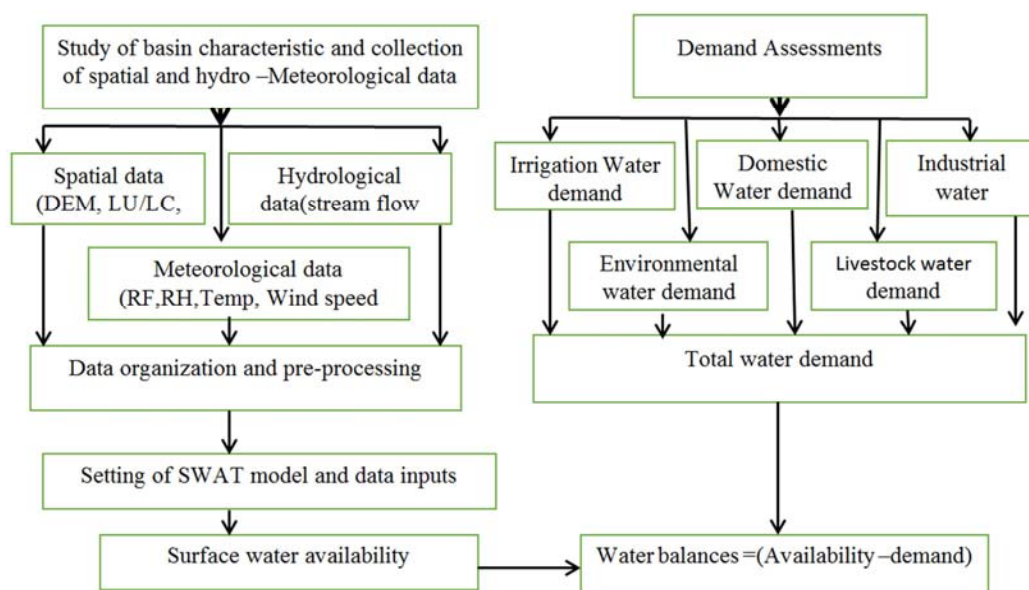 Study of basin characteristic and collection
of spatial and hydro –Meteorological data
Demand Assessments
Spatial data
(DEM, LU/LC,
Hydrological
data(stream flow
Irrigation Water
demand
Domestic
Water demand
Industrial
water
Meteorological data
(RF,RH,Temp, Wind speed
Environmental
water demand
Livestock water
demand
Data organization and pre-processing
Total water demand
Setting of SWAT model and data inputs
Surface water availability
Water balances =(Availability –demand)